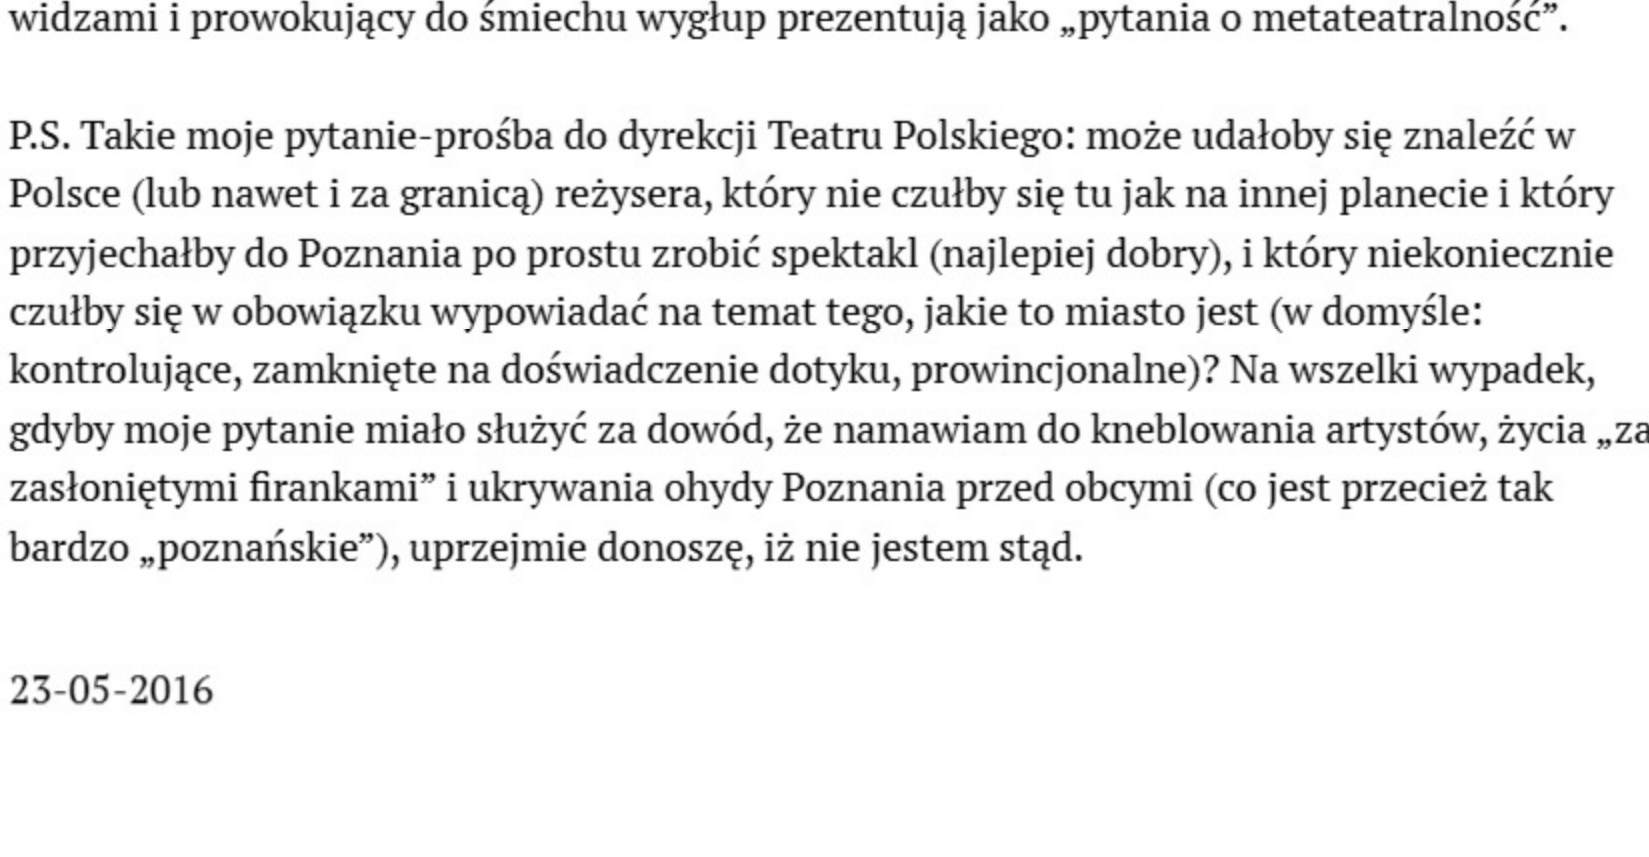 widzami i prowokujący do śmiechu wygłup prezentują jako „pytania o metateatralność”.
P.S. Takie moje pytanie-prośba do dyrekcji Teatru Polskiego: może udałoby się znaleźć w
Polsce (lub nawet i za granicą) reżysera, który nie czułby się tu jak na innej planecie i który
przyjechałby do Poznania po prostu zrobić spektakl (najlepiej dobry), i który niekoniecznie
czułby się w obowiązku wypowiadać na temat tego, jakie to miasto jest (w domyśle:
kontrolujące, zamknięte na doświadczenie dotyku, prowincjonalne)? Na wszelki wypadek,
gdyby moje pytanie miało służyć za dowód, że namawiam do kneblowania artystów, życia „za
zasłoniętymi firankami” i ukrywania ohydy Poznania przed obcymi (co jest przecież tak
bardzo „poznańskie”), uprzejmie donoszę, iż nie jestem stąd.
23-05-2016